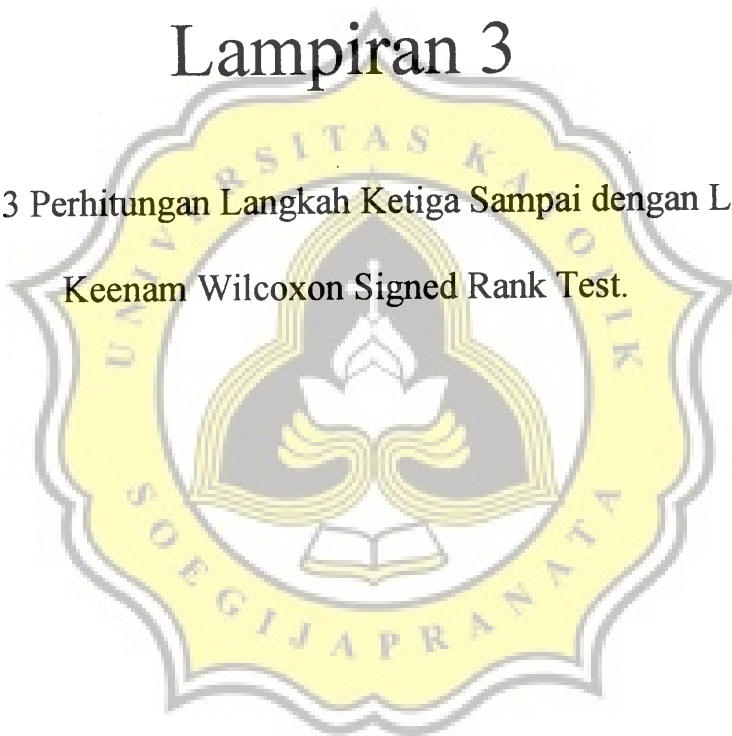 Lampiran 3
3 Perhitungan Langkah Ketiga Sampai dengan L
Keenam Wilcoxon Signed Rank Test.
UNIVERSITAS KATOLIK
SOEGIJAPRANATA